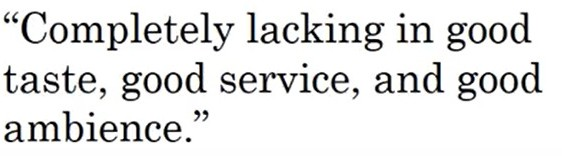 “Completely lacking in good
taste, good service, and good
ambience.”